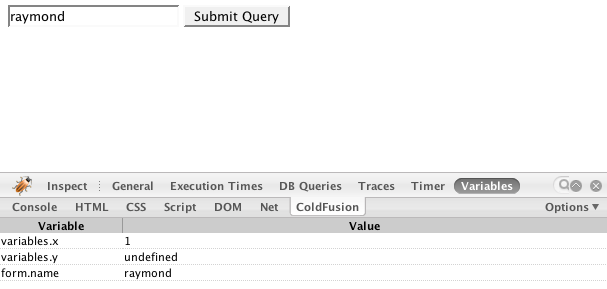 raymond Submit Query
Inspect General Execution Times DB Queries Traces Timer Variables
Console HTML CSS Script DOM Net ColdFusion Options
Variable Value
variables.x 1
variables.y undefined
form.name raymond